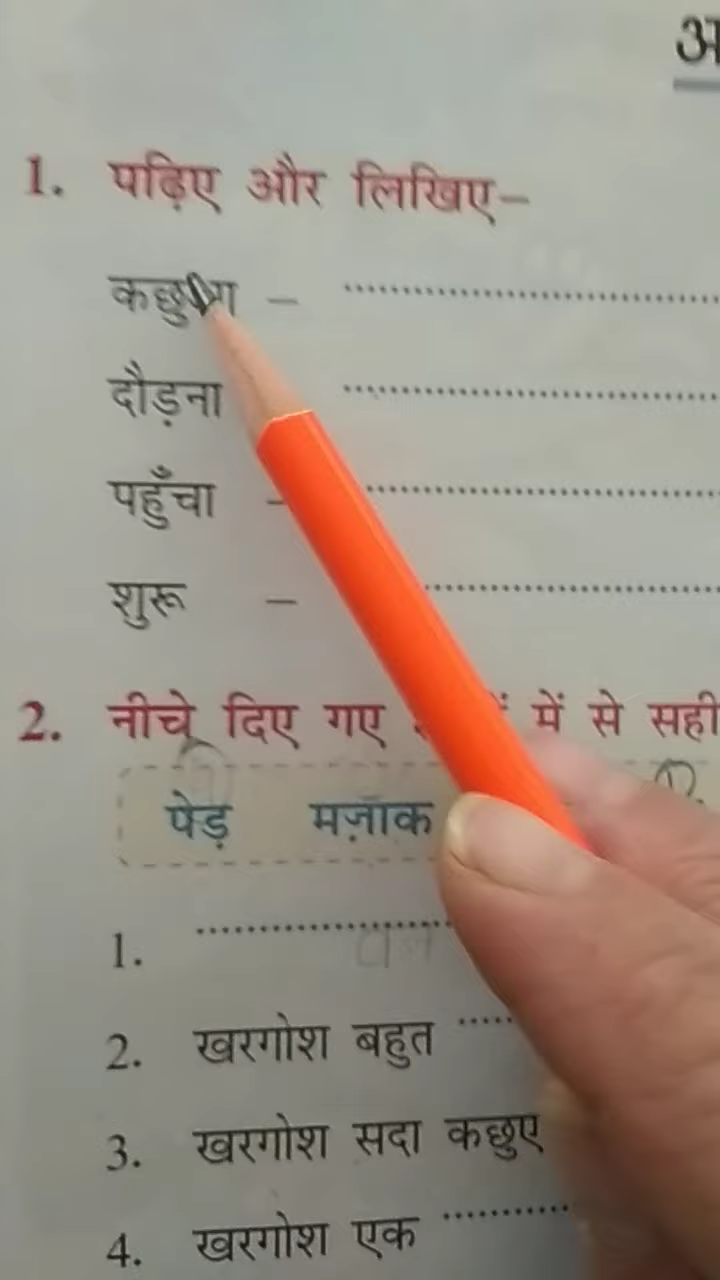 अ
1. पढ़िए और लिखिए–
कछुआ – ....................
दौड़ना ....................
पहुँचा - ....................
शुरू – ....................
2. नीचे दिए गए में से सही
पेड़ मज़ाक
1. ....................
2. खरगोश बहुत .....
3. खरगोश सदा कछुए
4. खरगोश एक ..........